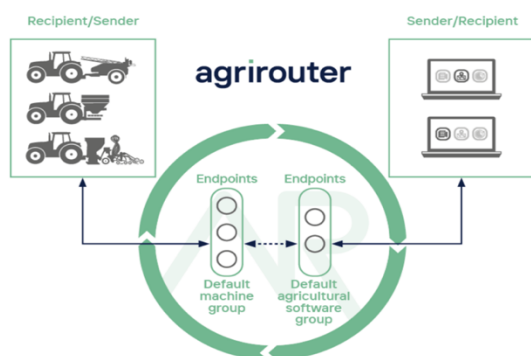 Recipient/Sender
Sender/Recipient
agrirouter
Endpoints
Endpoints
Default
machine
group
Default
agricultural
software
group